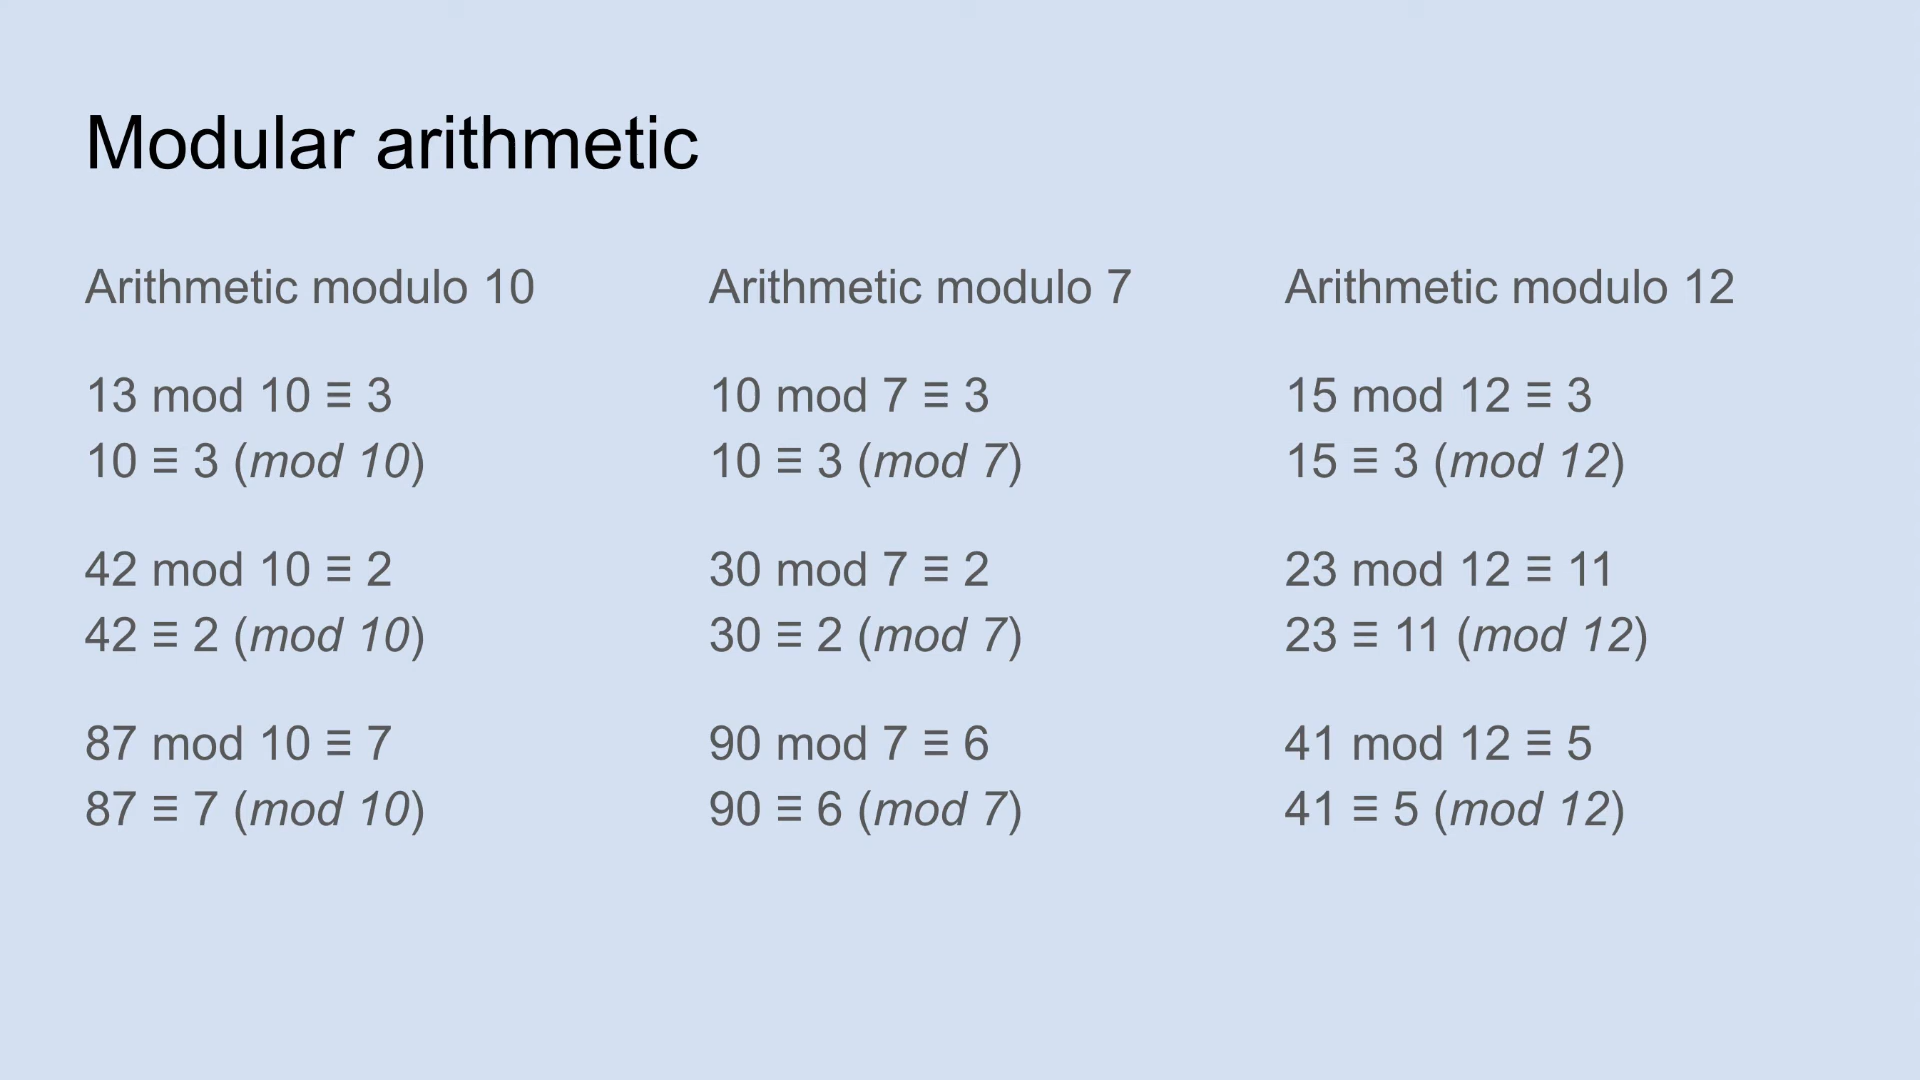 Modular arithmetic
Arithmetic modulo 10
13 mod 10 ≡ 3
10 ≡ 3 (mod 10)
42 mod 10 ≡ 2
42 ≡ 2 (mod 10)
87 mod 10 ≡ 7
87 ≡ 7 (mod 10)
Arithmetic modulo 7
10 mod 7 ≡ 3
10 ≡ 3 (mod 7)
30 mod 7 ≡ 2
30 ≡ 2 (mod 7)
90 mod 7 ≡ 6
90 ≡ 6 (mod 7)
Arithmetic modulo 12
15 mod 12 ≡ 3
15 ≡ 3 (mod 12)
23 mod 12 ≡ 11
23 ≡ 11 (mod 12)
41 mod 12 ≡ 5
41 ≡ 5 (mod 12)